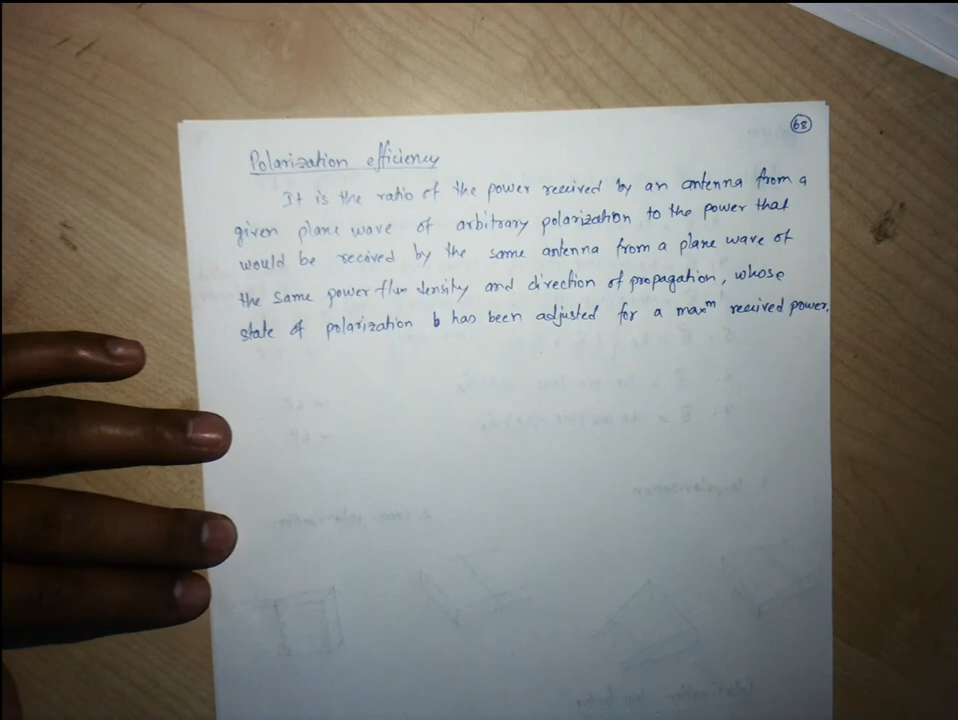 68
Polarization efficiency
It is the ratio of the power received by an antenna from a
given plane wave of arbitrary polarization to the power that
would be recived by the same antenna from a plane wave of
the same power flux density and direction of propagation, whose
state of polarization b has been adjusted for a maxm received power.